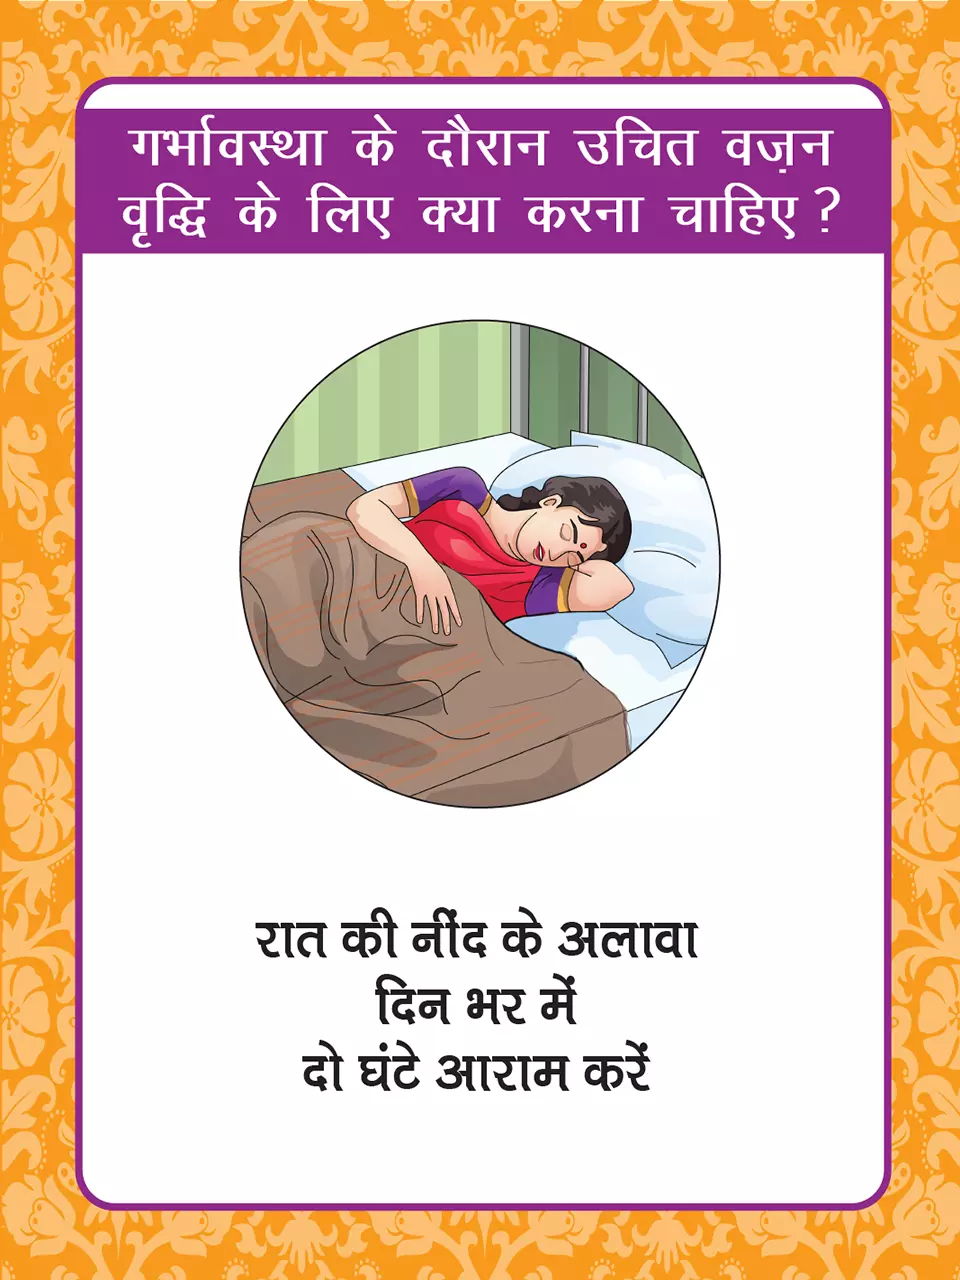 गर्भावस्था के दौरान उचित वज़न
वृद्धि के लिए क्या करना चाहिए ?
रात की नींद के अलावा
दिन भर में
दो घंटे आराम करें